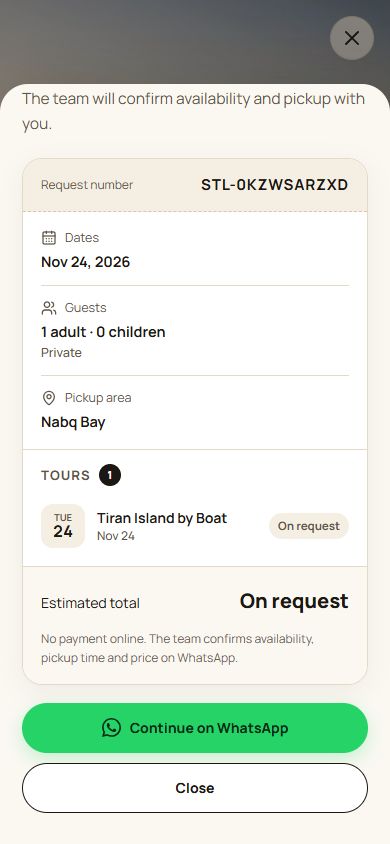 The team will confirm availability and pickup with
you.
Request number
STL-0KZWSARZXD
Dates
Nov 24, 2026
Guests
1 adult · 0 children
Private
Pickup area
Nabq Bay
TOURS 1
TUE
24
Tiran Island by Boat
Nov 24
On request
Estimated total
On request
No payment online. The team confirms availability,
pickup time and price on WhatsApp.
Continue on WhatsApp
Close